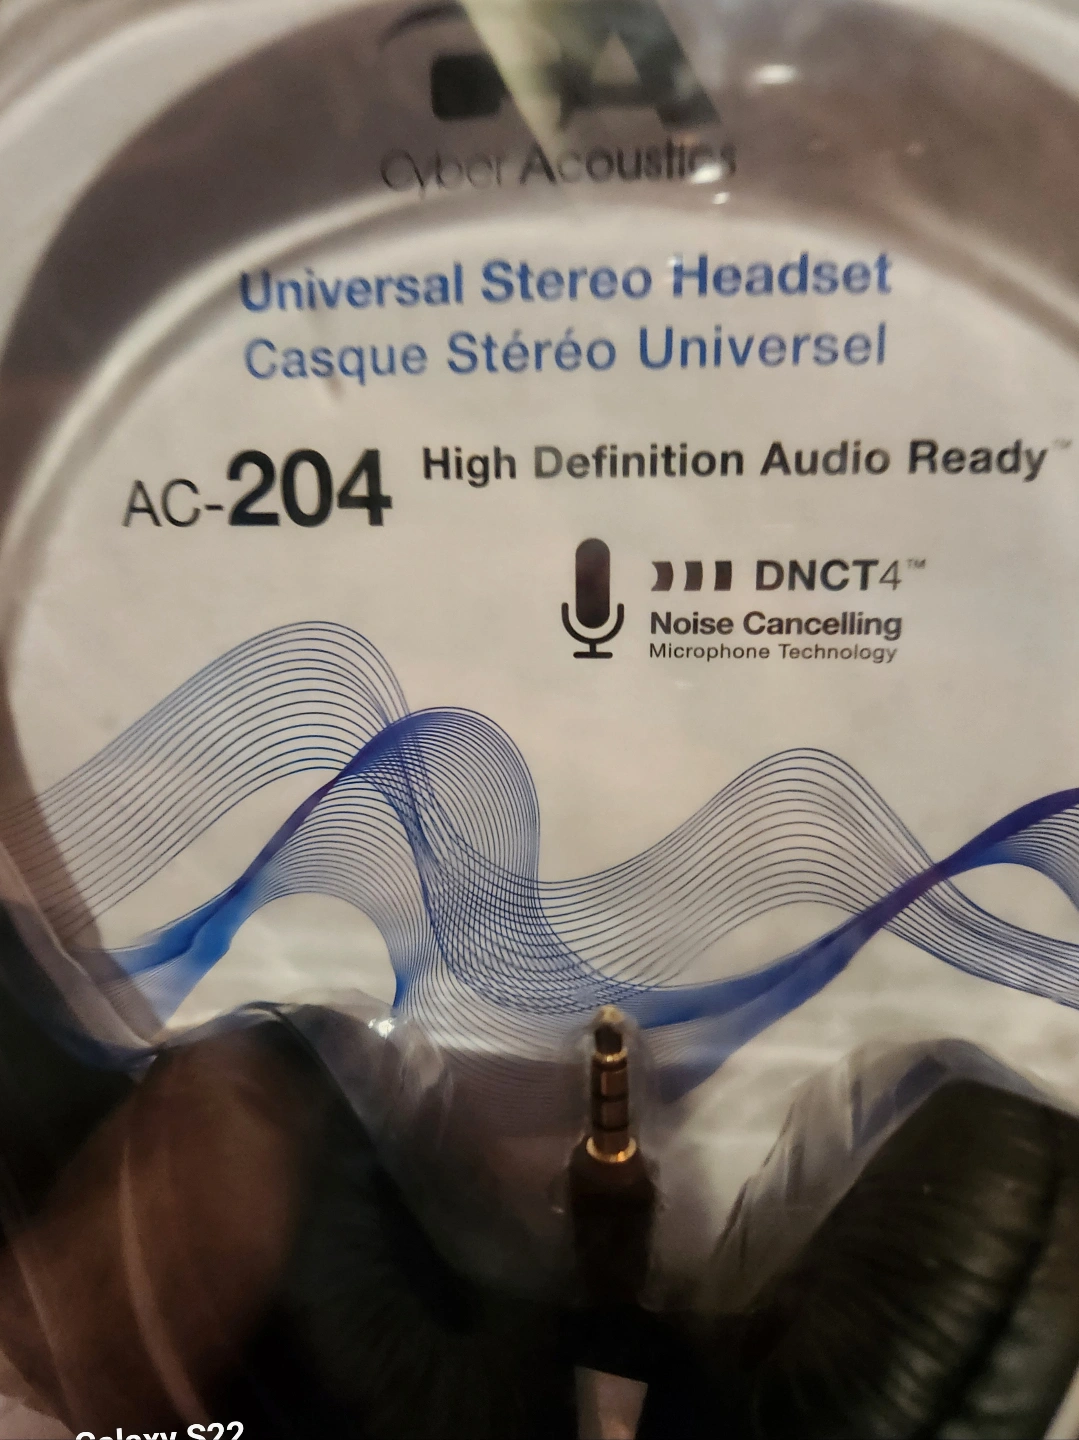 CA
Cyber Acoustics
Universal Stereo Headset
Casque Stéréo Universel
AC-204 High Definition Audio Ready™
DNCT4™
Noise Cancelling
Microphone Technology
Galaxy S22